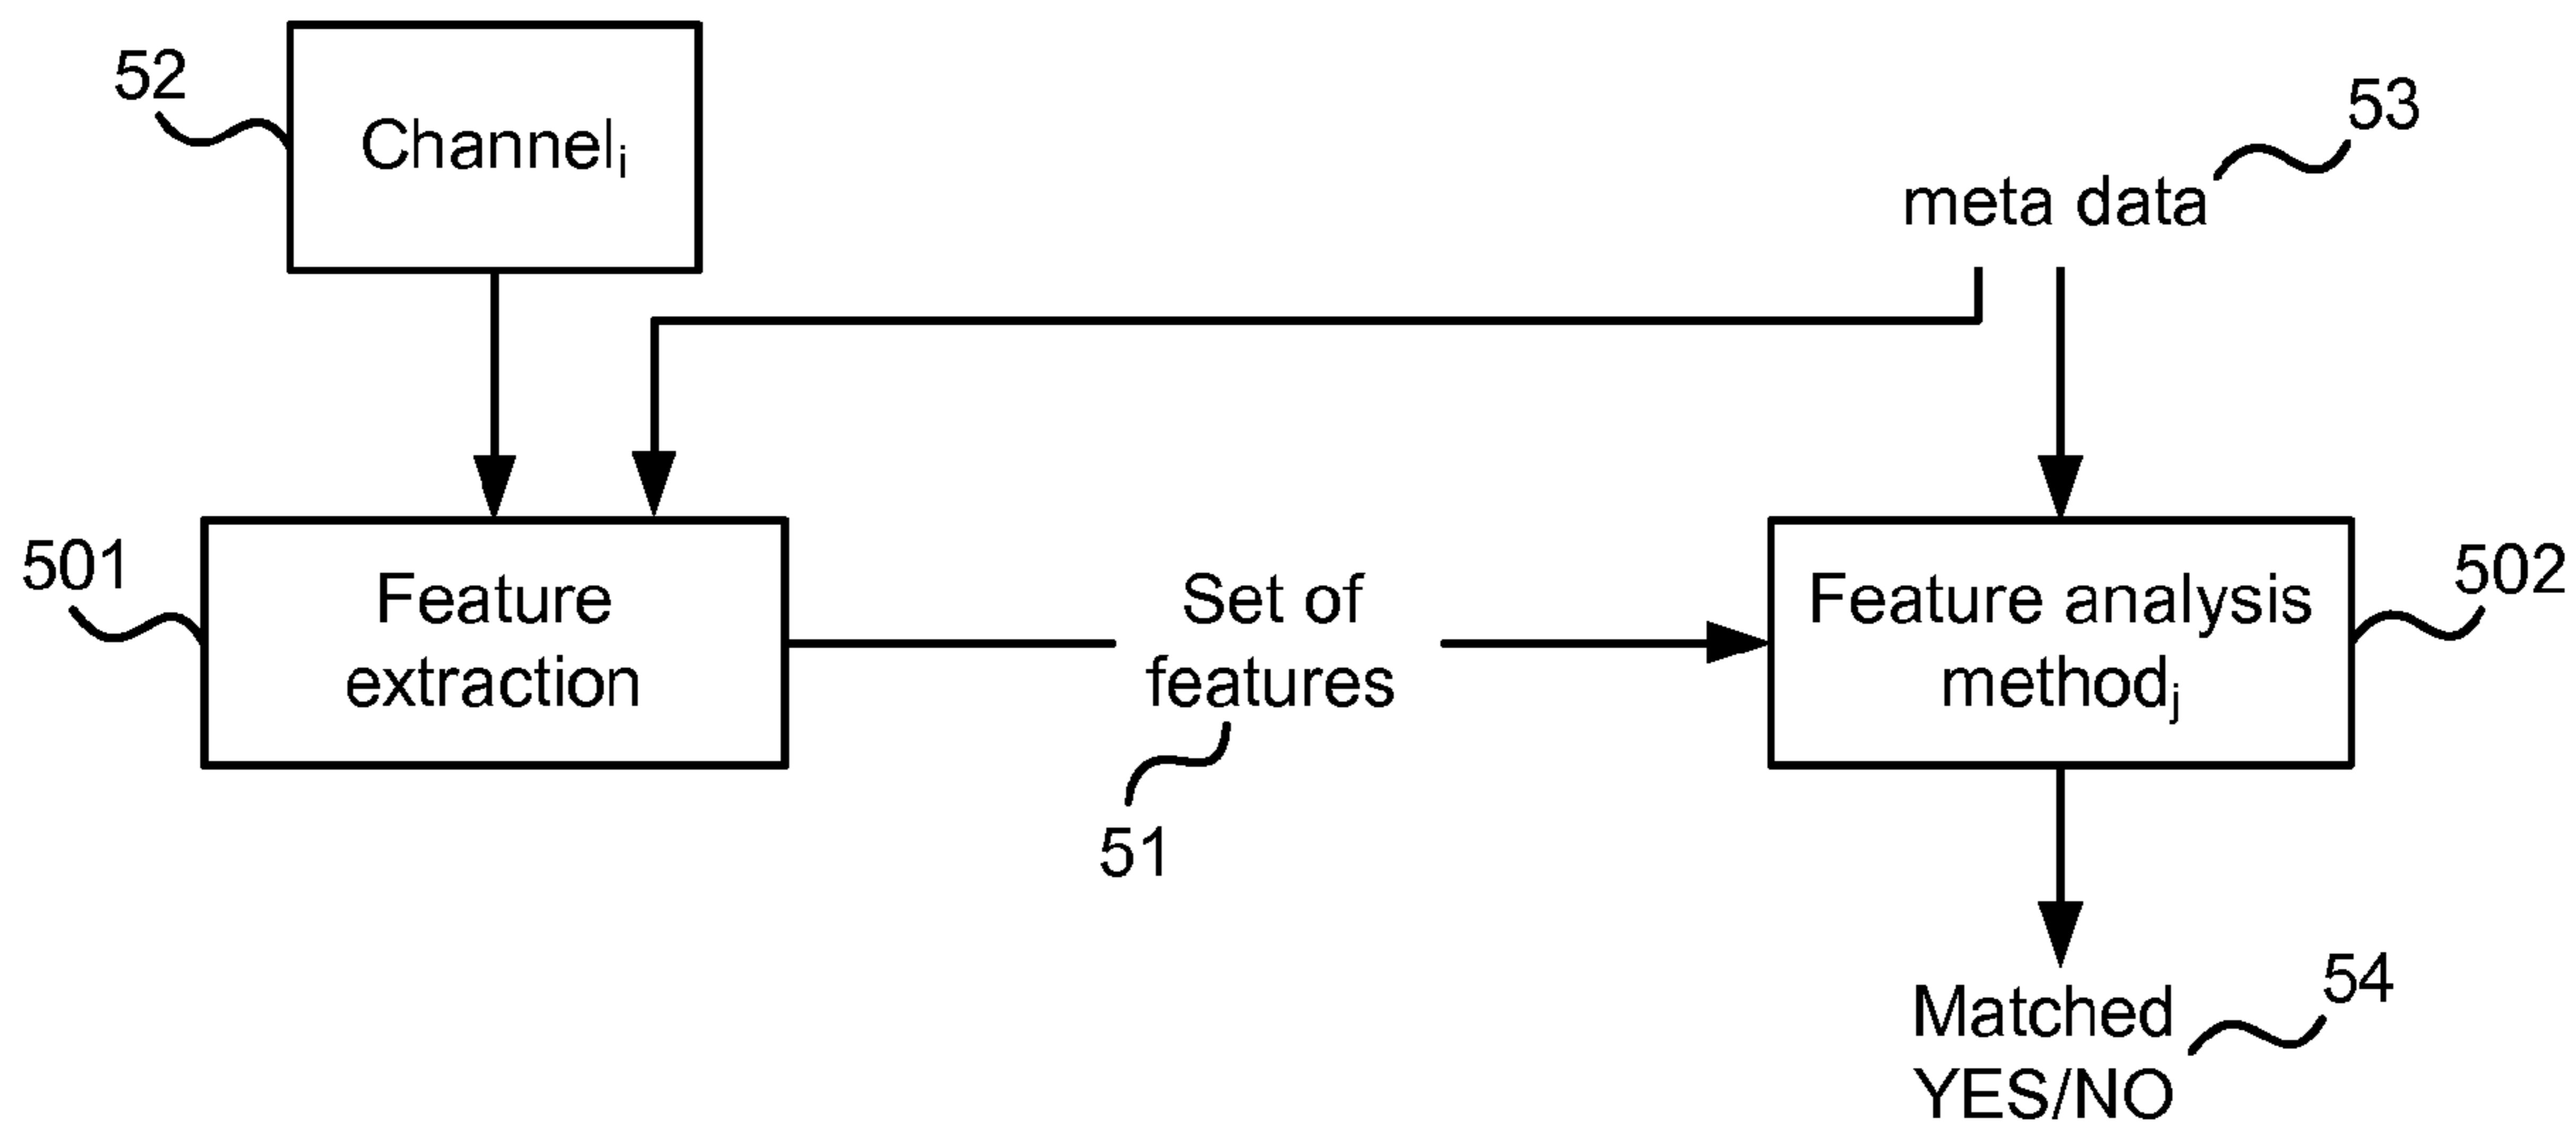 52
Channelᵢ
53
meta data
501
Feature
extraction
Set of
features
51
Feature analysis
methodⱼ
502
54
Matched
YES/NO